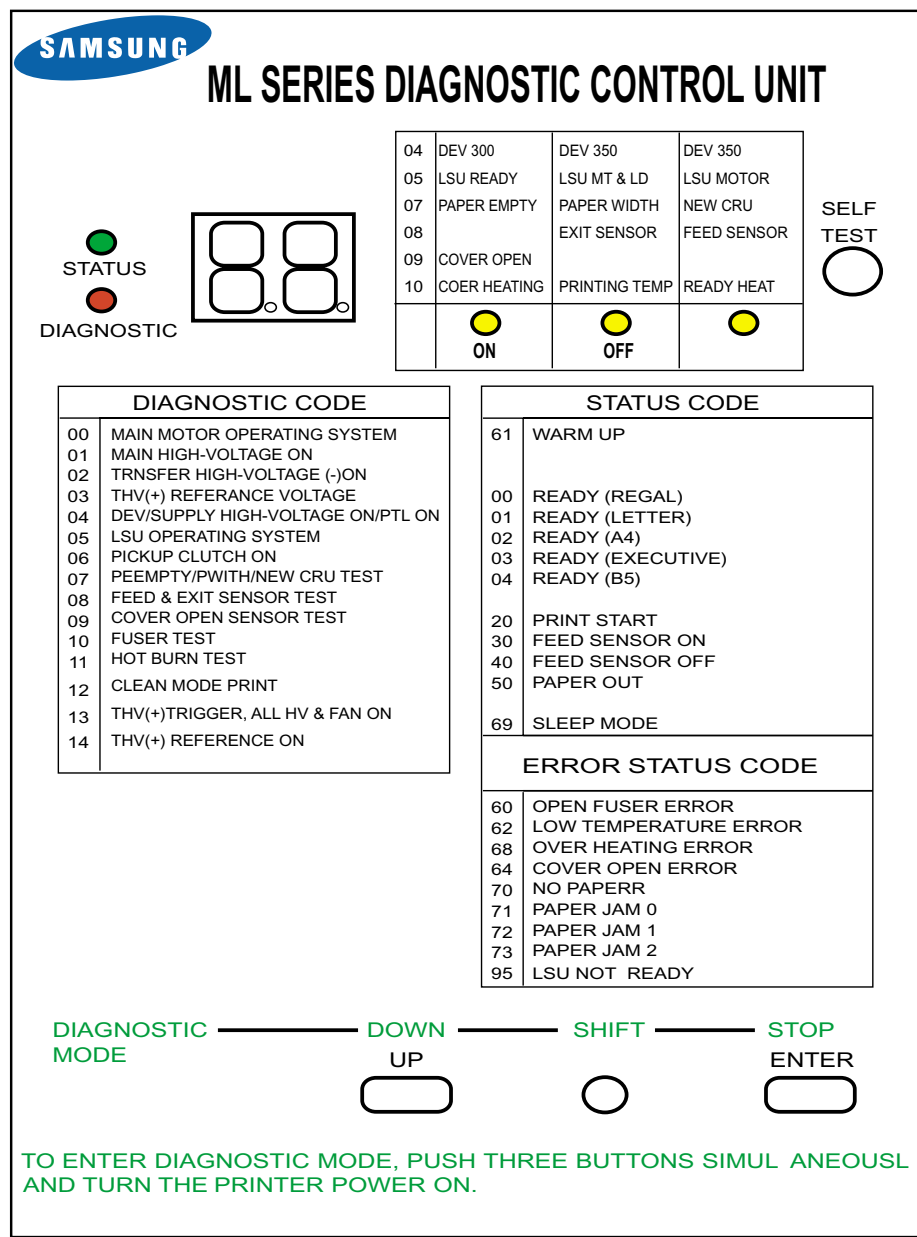 SAMSUNG
ML SERIES DIAGNOSTIC CONTROL UNIT
04 DEV 300 DEV 350 DEV 350
05 LSU READY LSU MT & LD LSU MOTOR
07 PAPER EMPTY PAPER WIDTH NEW CRU
08 EXIT SENSOR FEED SENSOR
09 COVER OPEN
10 COER HEATING PRINTING TEMP READY HEAT
ON OFF
SELF
TEST
STATUS
DIAGNOSTIC
DIAGNOSTIC CODE
00 MAIN MOTOR OPERATING SYSTEM
01 MAIN HIGH-VOLTAGE ON
02 TRNSFER HIGH-VOLTAGE (-)ON
03 THV(+) REFERANCE VOLTAGE
04 DEV/SUPPLY HIGH-VOLTAGE ON/PTL ON
05 LSU OPERATING SYSTEM
06 PICKUP CLUTCH ON
07 PEEMPTY/PWITH/NEW CRU TEST
08 FEED & EXIT SENSOR TEST
09 COVER OPEN SENSOR TEST
10 FUSER TEST
11 HOT BURN TEST
12 CLEAN MODE PRINT
13 THV(+)TRIGGER, ALL HV & FAN ON
14 THV(+) REFERENCE ON
STATUS CODE
61 WARM UP
00 READY (REGAL)
01 READY (LETTER)
02 READY (A4)
03 READY (EXECUTIVE)
04 READY (B5)
20 PRINT START
30 FEED SENSOR ON
40 FEED SENSOR OFF
50 PAPER OUT
69 SLEEP MODE
ERROR STATUS CODE
60 OPEN FUSER ERROR
62 LOW TEMPERATURE ERROR
68 OVER HEATING ERROR
64 COVER OPEN ERROR
70 NO PAPERR
71 PAPER JAM 0
72 PAPER JAM 1
73 PAPER JAM 2
95 LSU NOT READY
DIAGNOSTIC DOWN SHIFT STOP
MODE UP ENTER
TO ENTER DIAGNOSTIC MODE, PUSH THREE BUTTONS SIMUL ANEOUSL
AND TURN THE PRINTER POWER ON.